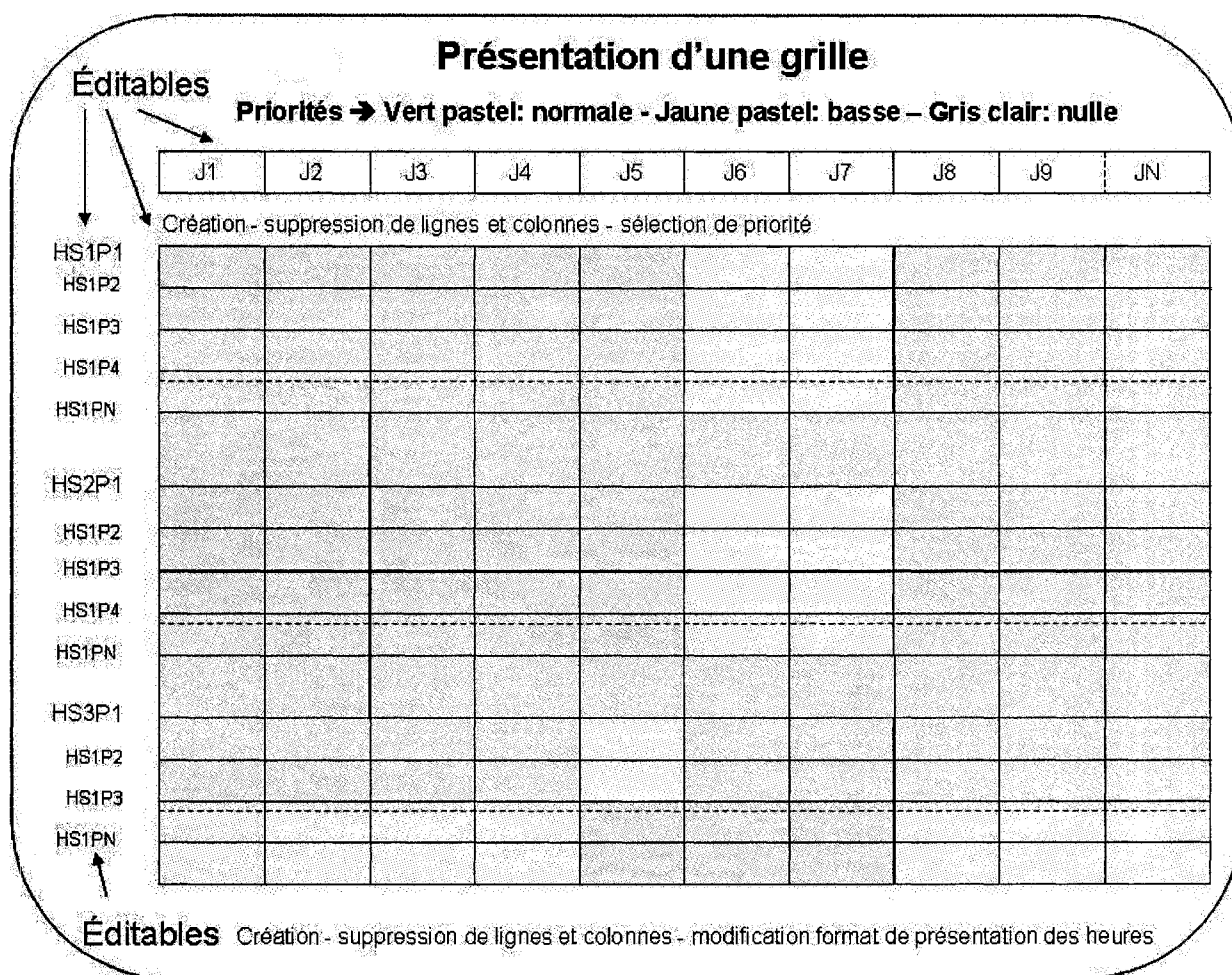 Présentation d'une grille
Éditables
Priorités ➔ Vert pastel: normale - Jaune pastel: basse – Gris clair: nulle
J1 J2 J3 J4 J5 J6 J7 J8 J9 JN
Création - suppression de lignes et colonnes - sélection de priorité
HS1P1
HS1P2
HS1P3
HS1P4
HS1PN
HS2P1
HS1P2
HS1P3
HS1P4
HS1PN
HS3P1
HS1P2
HS1P3
HS1PN
Éditables Création - suppression de lignes et colonnes - modification format de présentation des heures